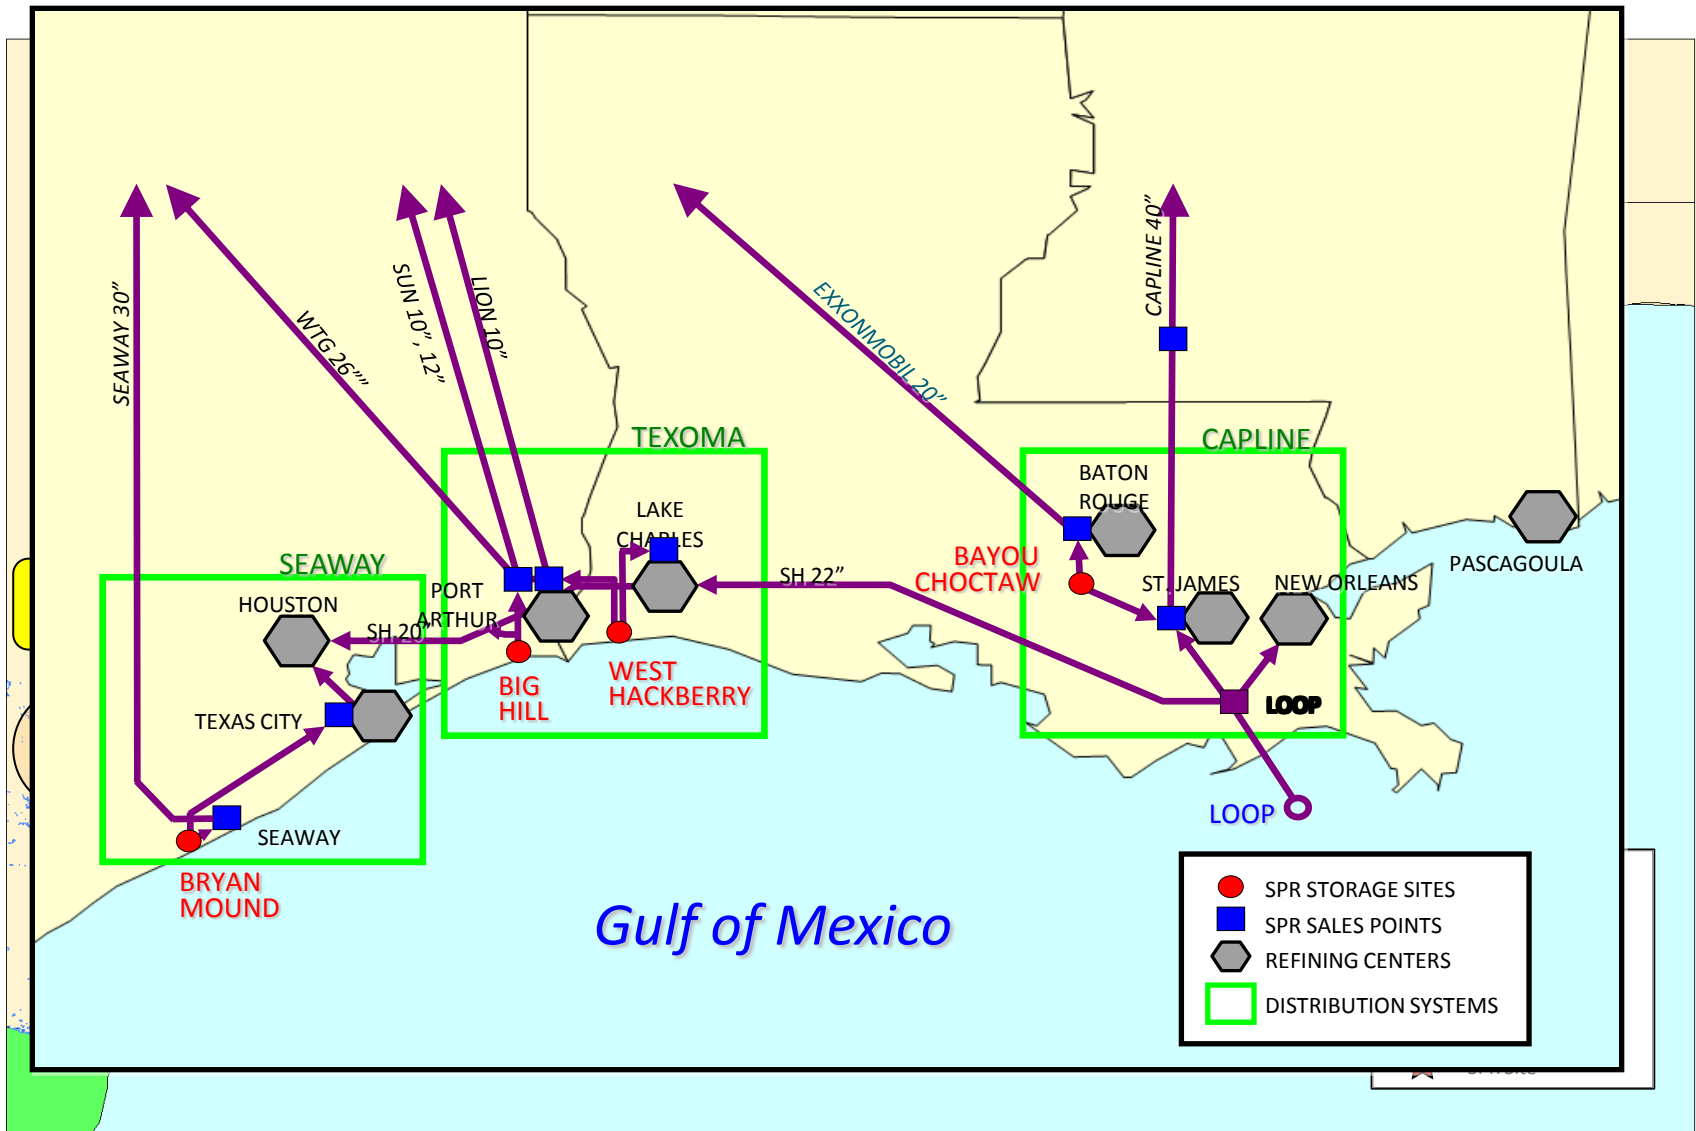 SEAWAY 30”
WTG 26””
SUN 10” , 12”
LION 10”
EXXONMOBIL 20”
CAPLINE 40”
TEXOMA
CAPLINE
SEAWAY
BATON
ROUGE
LAKE
CHARLES
PASCAGOULA
BAYOU
CHOCTAW
SH 22”
ST. JAMES
NEW ORLEANS
PORT
ARTHUR
HOUSTON
SH 20”
WEST
HACKBERRY
BIG
HILL
TEXAS CITY
LOOP
LOOP
SEAWAY
BRYAN
MOUND
Gulf of Mexico
SPR STORAGE SITES
SPR SALES POINTS
REFINING CENTERS
DISTRIBUTION SYSTEMS